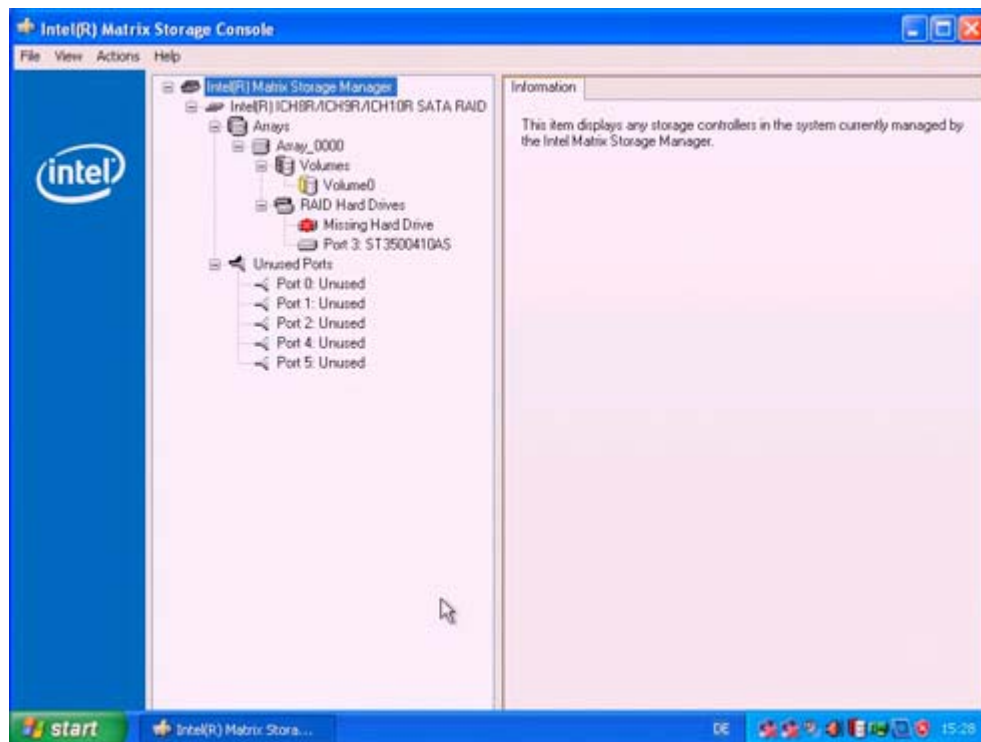 Intel(R) Matrix Storage Console
File View Actions Help
Intel(R) Matrix Storage Manager
Intel(R) ICH8R/ICH9R/ICH10R SATA RAID
Arrays
Array_0000
Volumes
Volume0
RAID Hard Drives
Missing Hard Drive
Port 3: ST3500410AS
Unused Ports
Port 0: Unused
Port 1: Unused
Port 2: Unused
Port 4: Unused
Port 5: Unused
Information
This item displays any storage controllers in the system currently managed by
the Intel Matrix Storage Manager.
intel
start
Intel(R) Matrix Stora...
DE
15:28